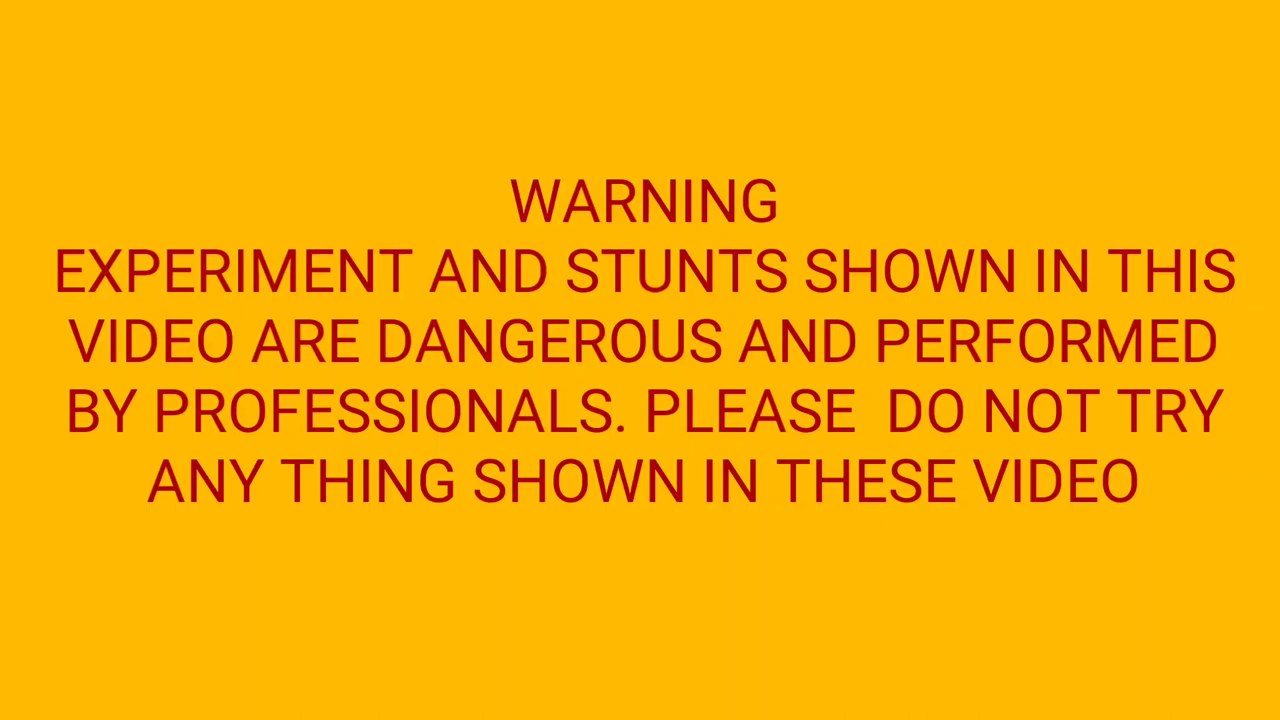 WARNING
EXPERIMENT AND STUNTS SHOWN IN THIS
VIDEO ARE DANGEROUS AND PERFORMED
BY PROFESSIONALS. PLEASE  DO NOT TRY
ANY THING SHOWN IN THESE VIDEO